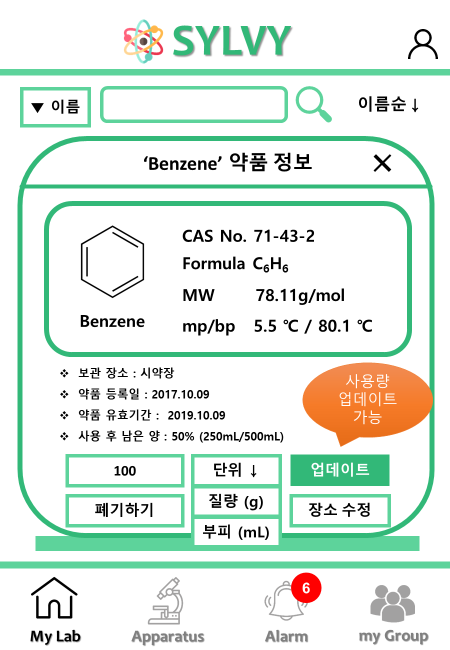 SYLVY
▼ 이름
이름순↓
‘Benzene’ 약품 정보 ✕
CAS No. 71-43-2
Formula C₆H₆
MW 78.11g/mol
mp/bp 5.5 ℃ / 80.1 ℃
Benzene
❖ 보관 장소 : 시약장
❖ 약품 등록일 : 2017.10.09
❖ 약품 유효기간 : 2019.10.09
❖ 사용 후 남은 양 : 50% (250mL/500mL)
사용량
업데이트
가능
100
단위 ↓
업데이트
폐기하기
질량 (g)
장소 수정
부피 (mL)
6
My Lab
Apparatus
Alarm
my Group